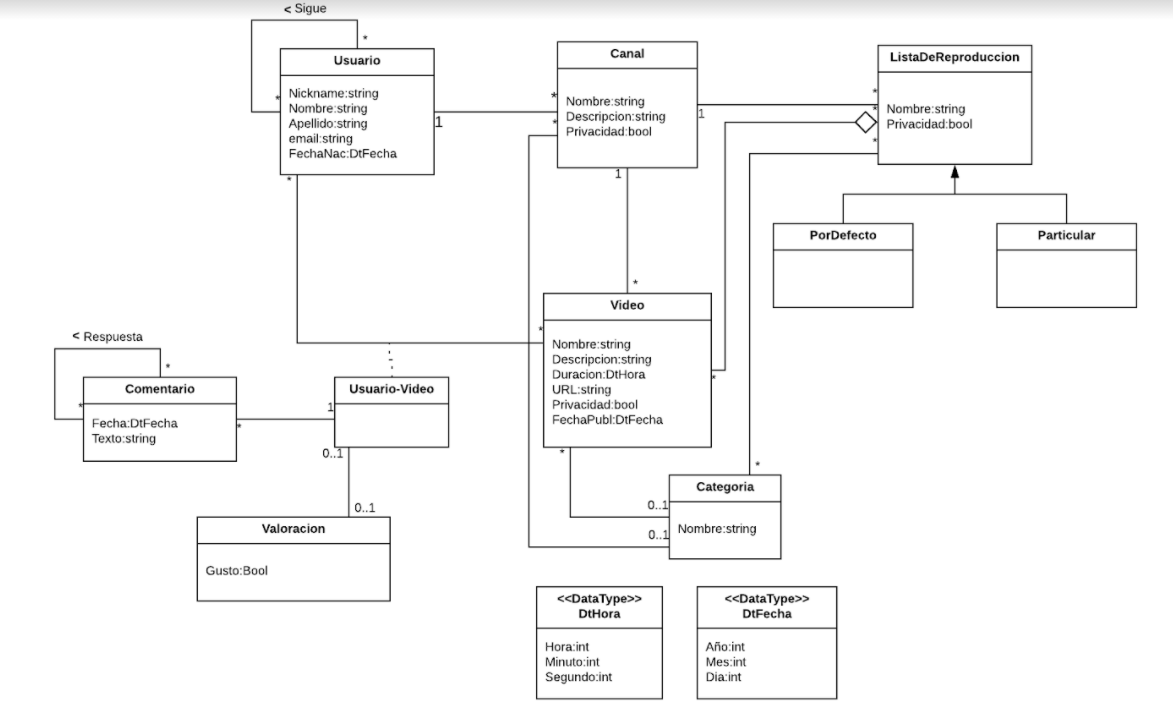 < Sigue
*
*
Usuario
Nickname:string
Nombre:string
Apellido:string
email:string
FechaNac:DtFecha
1
*
*
Canal
Nombre:string
Descripcion:string
Privacidad:bool
*
1
1
*
*
*
ListaDeReproduccion
Nombre:string
Privacidad:bool
PorDefecto
Particular
*
*
Video
Nombre:string
Descripcion:string
Duracion:DtHora
URL:string
Privacidad:bool
FechaPubl:DtFecha
*
*
< Respuesta
*
*
Comentario
Fecha:DtFecha
Texto:string
*
1
Usuario-Video
0..1
0..1
Valoracion
Gusto:Bool
*
0..1
0..1
Categoria
Nombre:string
<<DataType>>
DtHora
Hora:int
Minuto:int
Segundo:int
<<DataType>>
DtFecha
Año:int
Mes:int
Dia:int